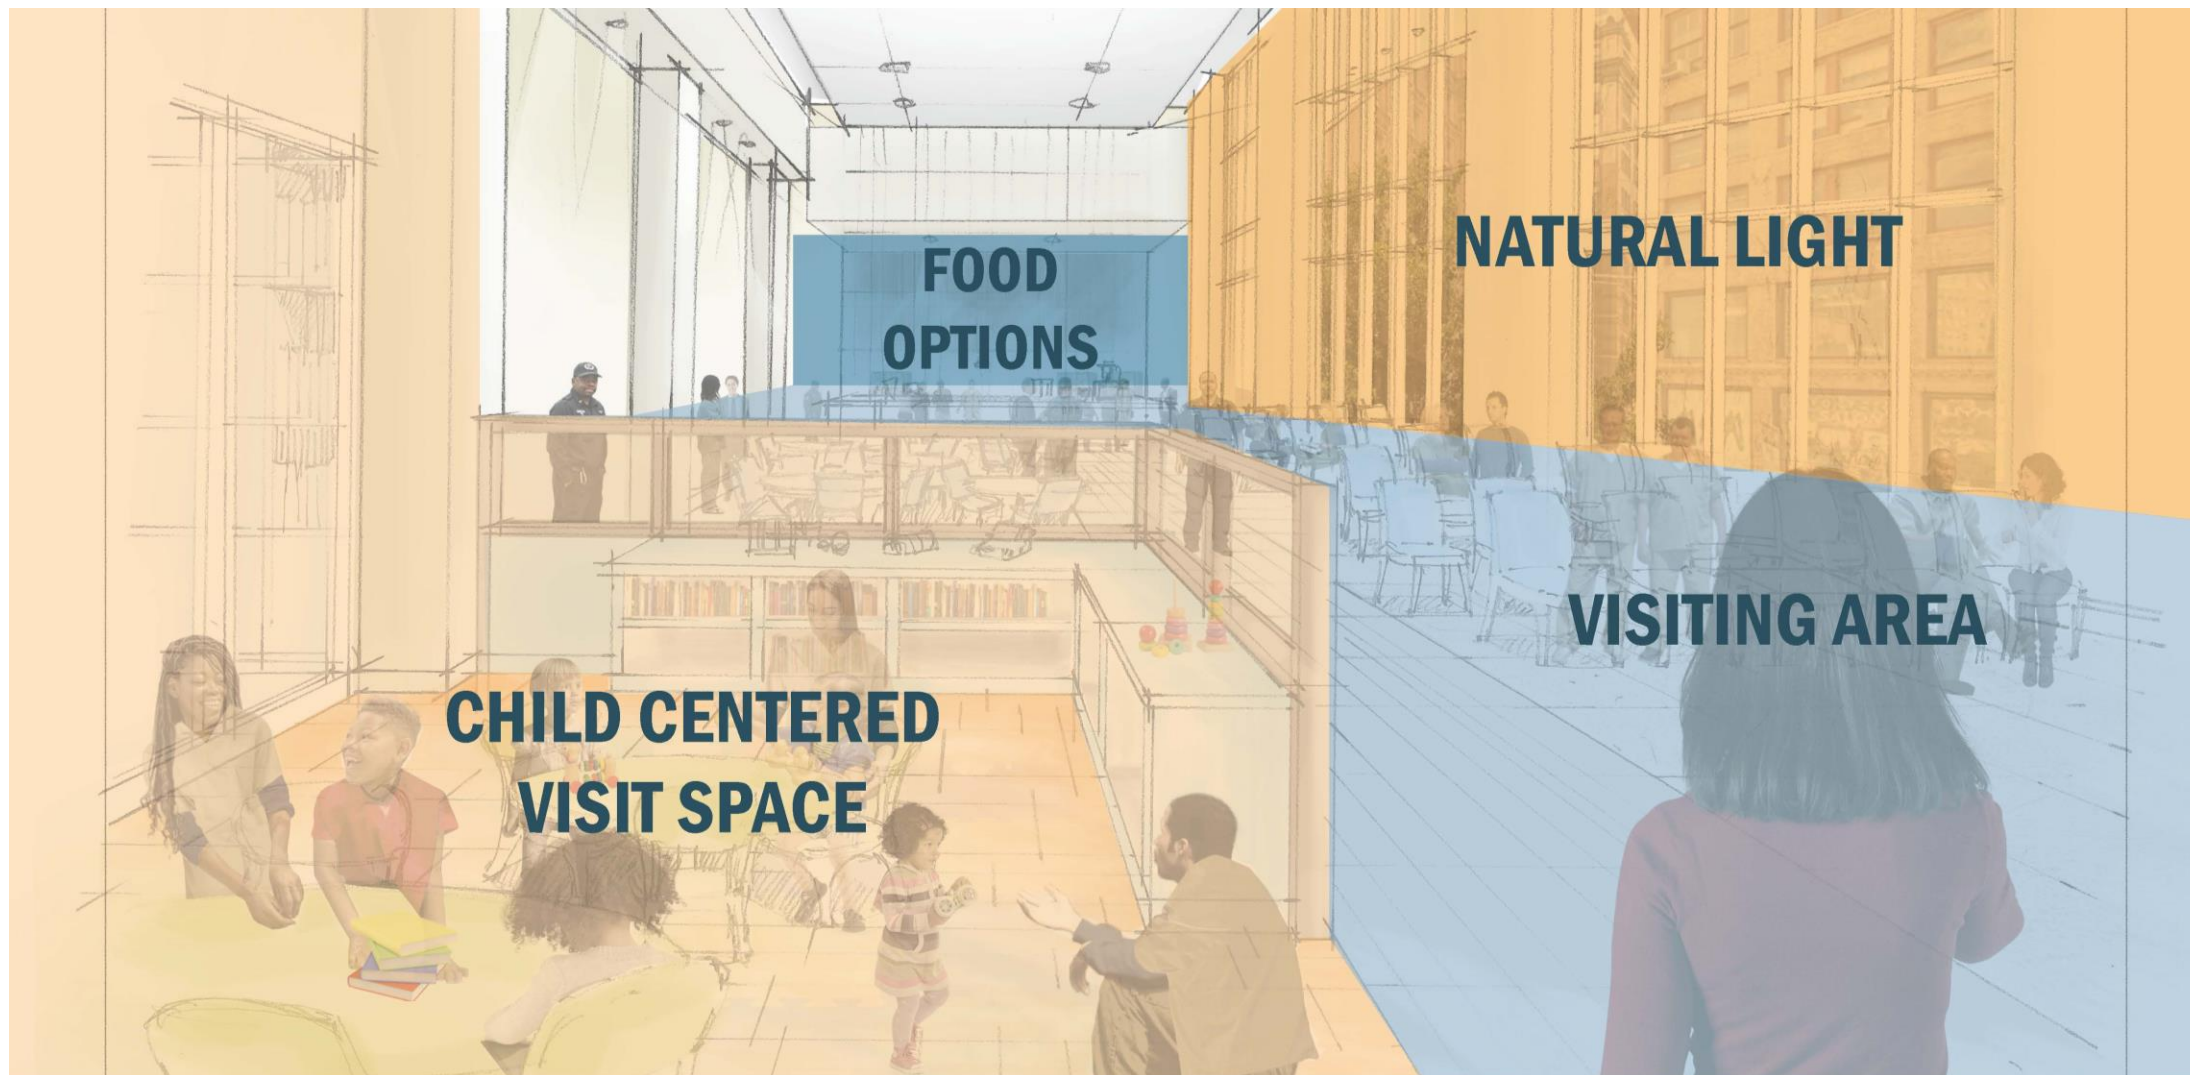 FOOD
OPTIONS
NATURAL LIGHT
VISITING AREA
CHILD CENTERED
VISIT SPACE